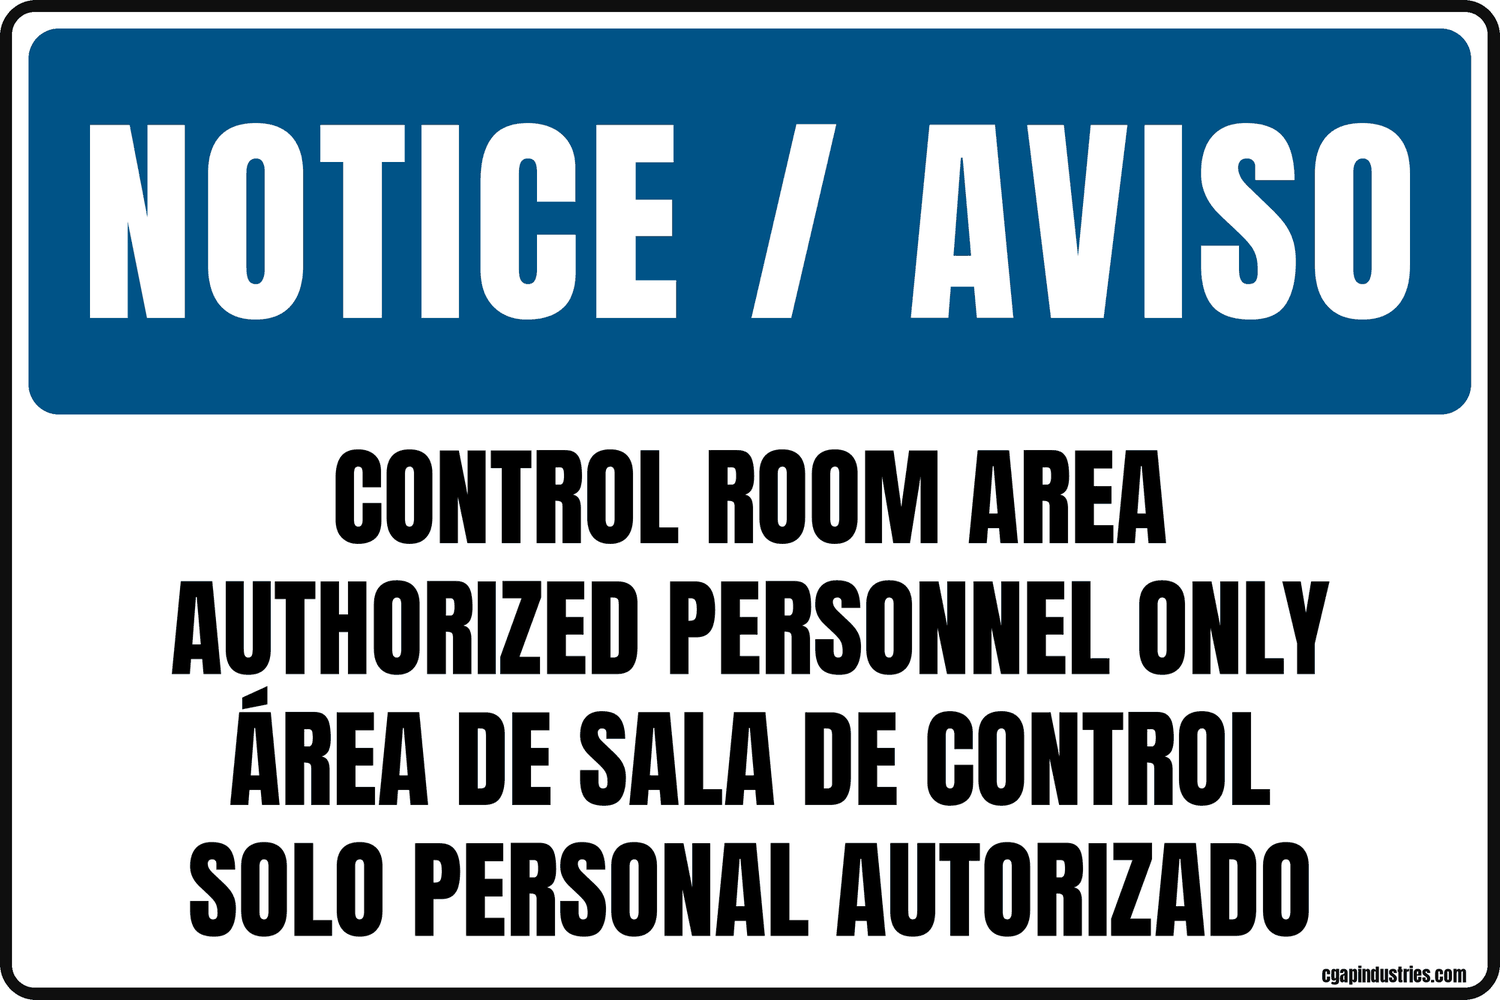 NOTICE / AVISO
CONTROL ROOM AREA
AUTHORIZED PERSONNEL ONLY
ÁREA DE SALA DE CONTROL
SOLO PERSONAL AUTORIZADO
cgapindustries.com